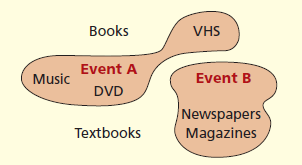 Books
VHS
Event A
Music
DVD
Event B
Newspapers
Magazines
Textbooks